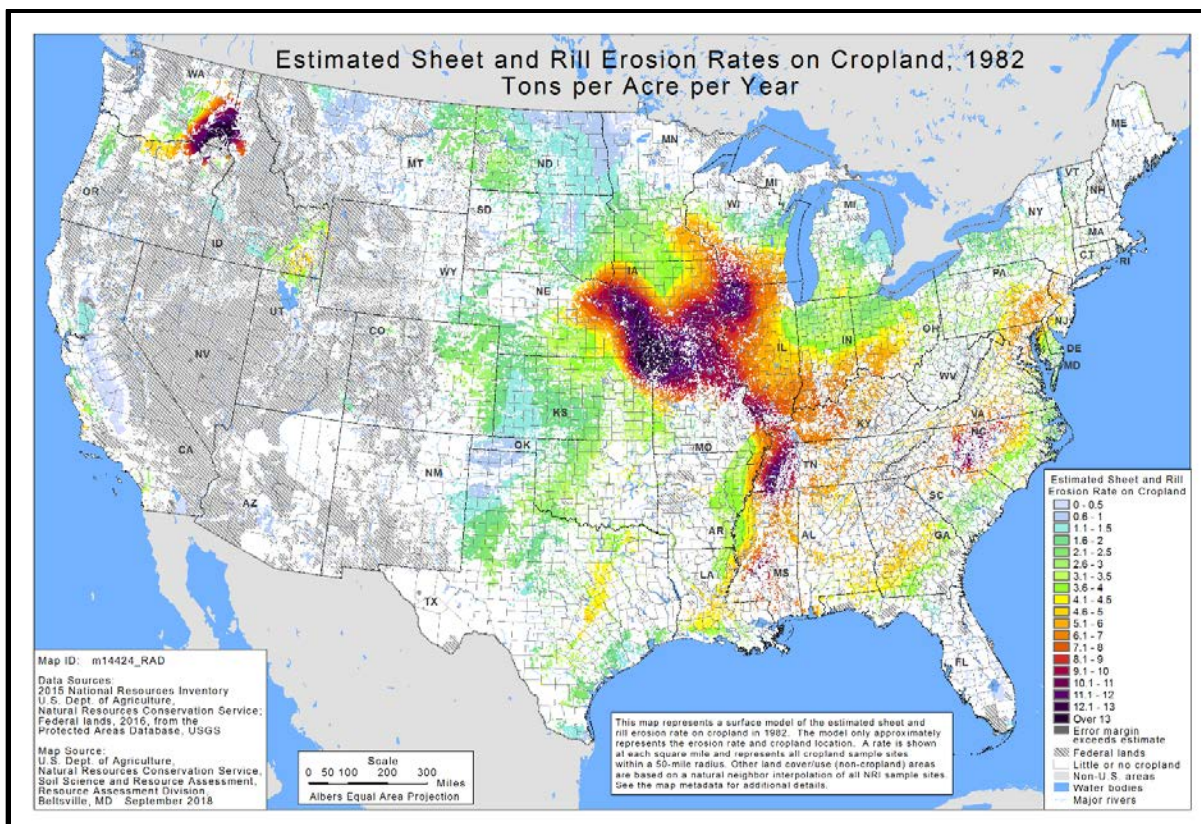 Estimated Sheet and Rill Erosion Rates on Cropland, 1982
Tons per Acre per Year
WA
MT
ND
MN
ME
OR
ID
SD
WI
MI
MI
VT
NH
NY
MA
CT
RI
WY
IA
NE
PA
NJ
NV
UT
CO
IL
IN
OH
DE
MD
WV
CA
KS
MO
KY
VA
NC
AZ
NM
OK
TN
AR
SC
MS
AL
GA
TX
LA
FL
Map ID: m14424_RAD
Data Sources:
2015 National Resources Inventory
U.S. Dept. of Agriculture,
Natural Resources Conservation Service;
Federal lands, 2016, from the
Protected Areas Database, USGS
Map Source:
U.S. Dept. of Agriculture,
Natural Resources Conservation Service,
Soil Science and Resource Assessment,
Resource Assessment Division,
Beltsville, MD September 2018
Scale
0 50 100 200 300
Miles
Albers Equal Area Projection
This map represents a surface model of the estimated sheet and
rill erosion rate on cropland in 1982. The model only approximately
represents the erosion rate and cropland location. A rate is shown
at each square mile and represents all cropland sample sites
within a 50-mile radius. Other land cover/use (non-cropland) areas
are based on a natural neighbor interpolation of all NRI sample sites.
See the map metadata for additional details.
Estimated Sheet and Rill
Erosion Rate on Cropland
0 - 0.5
0.6 - 1
1.1 - 1.5
1.6 - 2
2.1 - 2.5
2.6 - 3
3.1 - 3.5
3.6 - 4
4.1 - 4.5
4.6 - 5
5.1 - 6
6.1 - 7
7.1 - 8
8.1 - 9
9.1 - 10
10.1 - 11
11.1 - 12
12.1 - 13
Over 13
Error margin
exceeds estimate
Federal lands
Little or no cropland
Non-U.S. areas
Water bodies
Major rivers